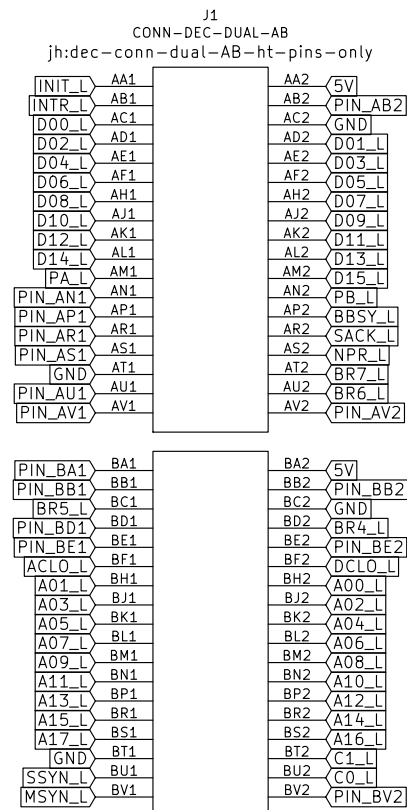 J1
CONN-DEC-DUAL-AB
jh:dec-conn-dual-AB-ht-pins-only
INIT_L AA1 AA2 5V
INTR_L AB1 AB2 PIN_AB2
D00_L AC1 AC2 GND
D02_L AD1 AD2 D01_L
D04_L AE1 AE2 D03_L
D06_L AF1 AF2 D05_L
D08_L AH1 AH2 D07_L
D10_L AJ1 AJ2 D09_L
D12_L AK1 AK2 D11_L
D14_L AL1 AL2 D13_L
PA_L AM1 AM2 D15_L
PIN_AN1 AN1 AN2 PB_L
PIN_AP1 AP1 AP2 BBSY_L
PIN_AR1 AR1 AR2 SACK_L
PIN_AS1 AS1 AS2 NPR_L
GND AT1 AT2 BR7_L
PIN_AU1 AU1 AU2 BR6_L
PIN_AV1 AV1 AV2 PIN_AV2
PIN_BA1 BA1 BA2 5V
PIN_BB1 BB1 BB2 PIN_BB2
BR5_L BC1 BC2 GND
PIN_BD1 BD1 BD2 BR4_L
PIN_BE1 BE1 BE2 PIN_BE2
ACLO_L BF1 BF2 DCLO_L
A01_L BH1 BH2 A00_L
A03_L BJ1 BJ2 A02_L
A05_L BK1 BK2 A04_L
A07_L BL1 BL2 A06_L
A09_L BM1 BM2 A08_L
A11_L BN1 BN2 A10_L
A13_L BP1 BP2 A12_L
A15_L BR1 BR2 A14_L
A17_L BS1 BS2 A16_L
GND BT1 BT2 C1_L
SSYN_L BU1 BU2 C0_L
MSYN_L BV1 BV2 PIN_BV2